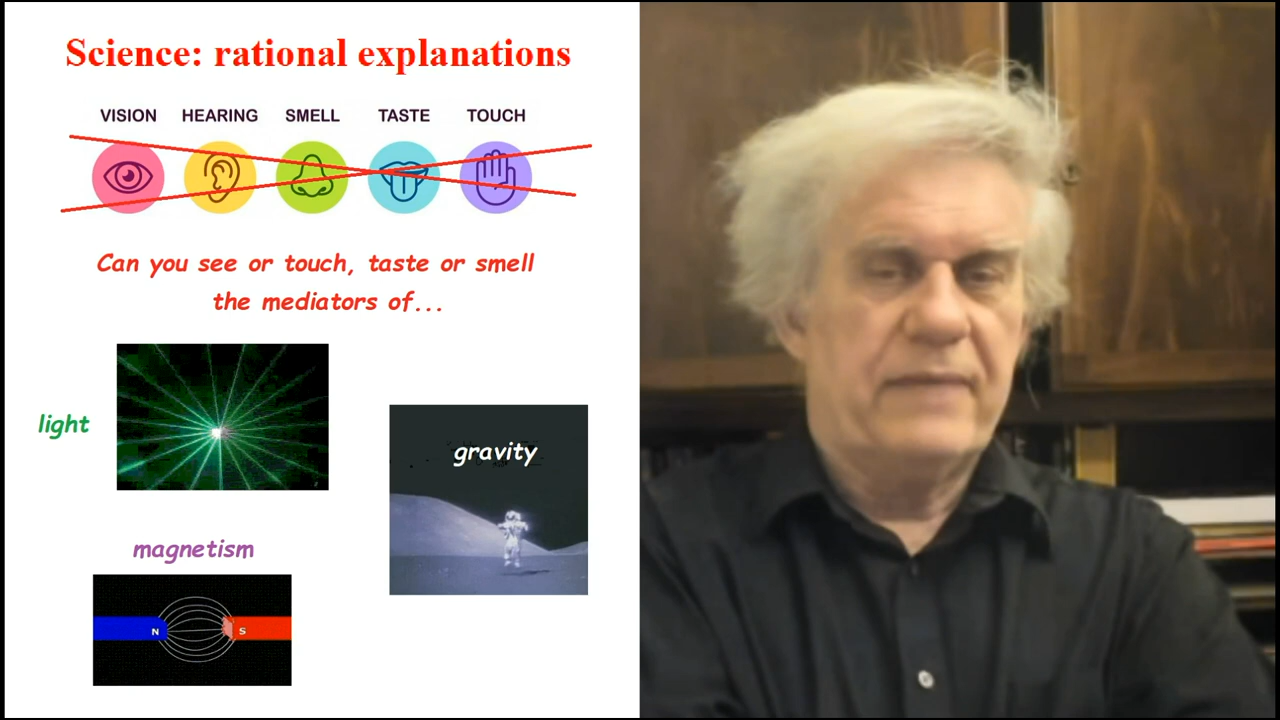 Science: rational explanations
VISION HEARING SMELL TASTE TOUCH
Can you see or touch, taste or smell
the mediators of...
light
gravity
magnetism
N S